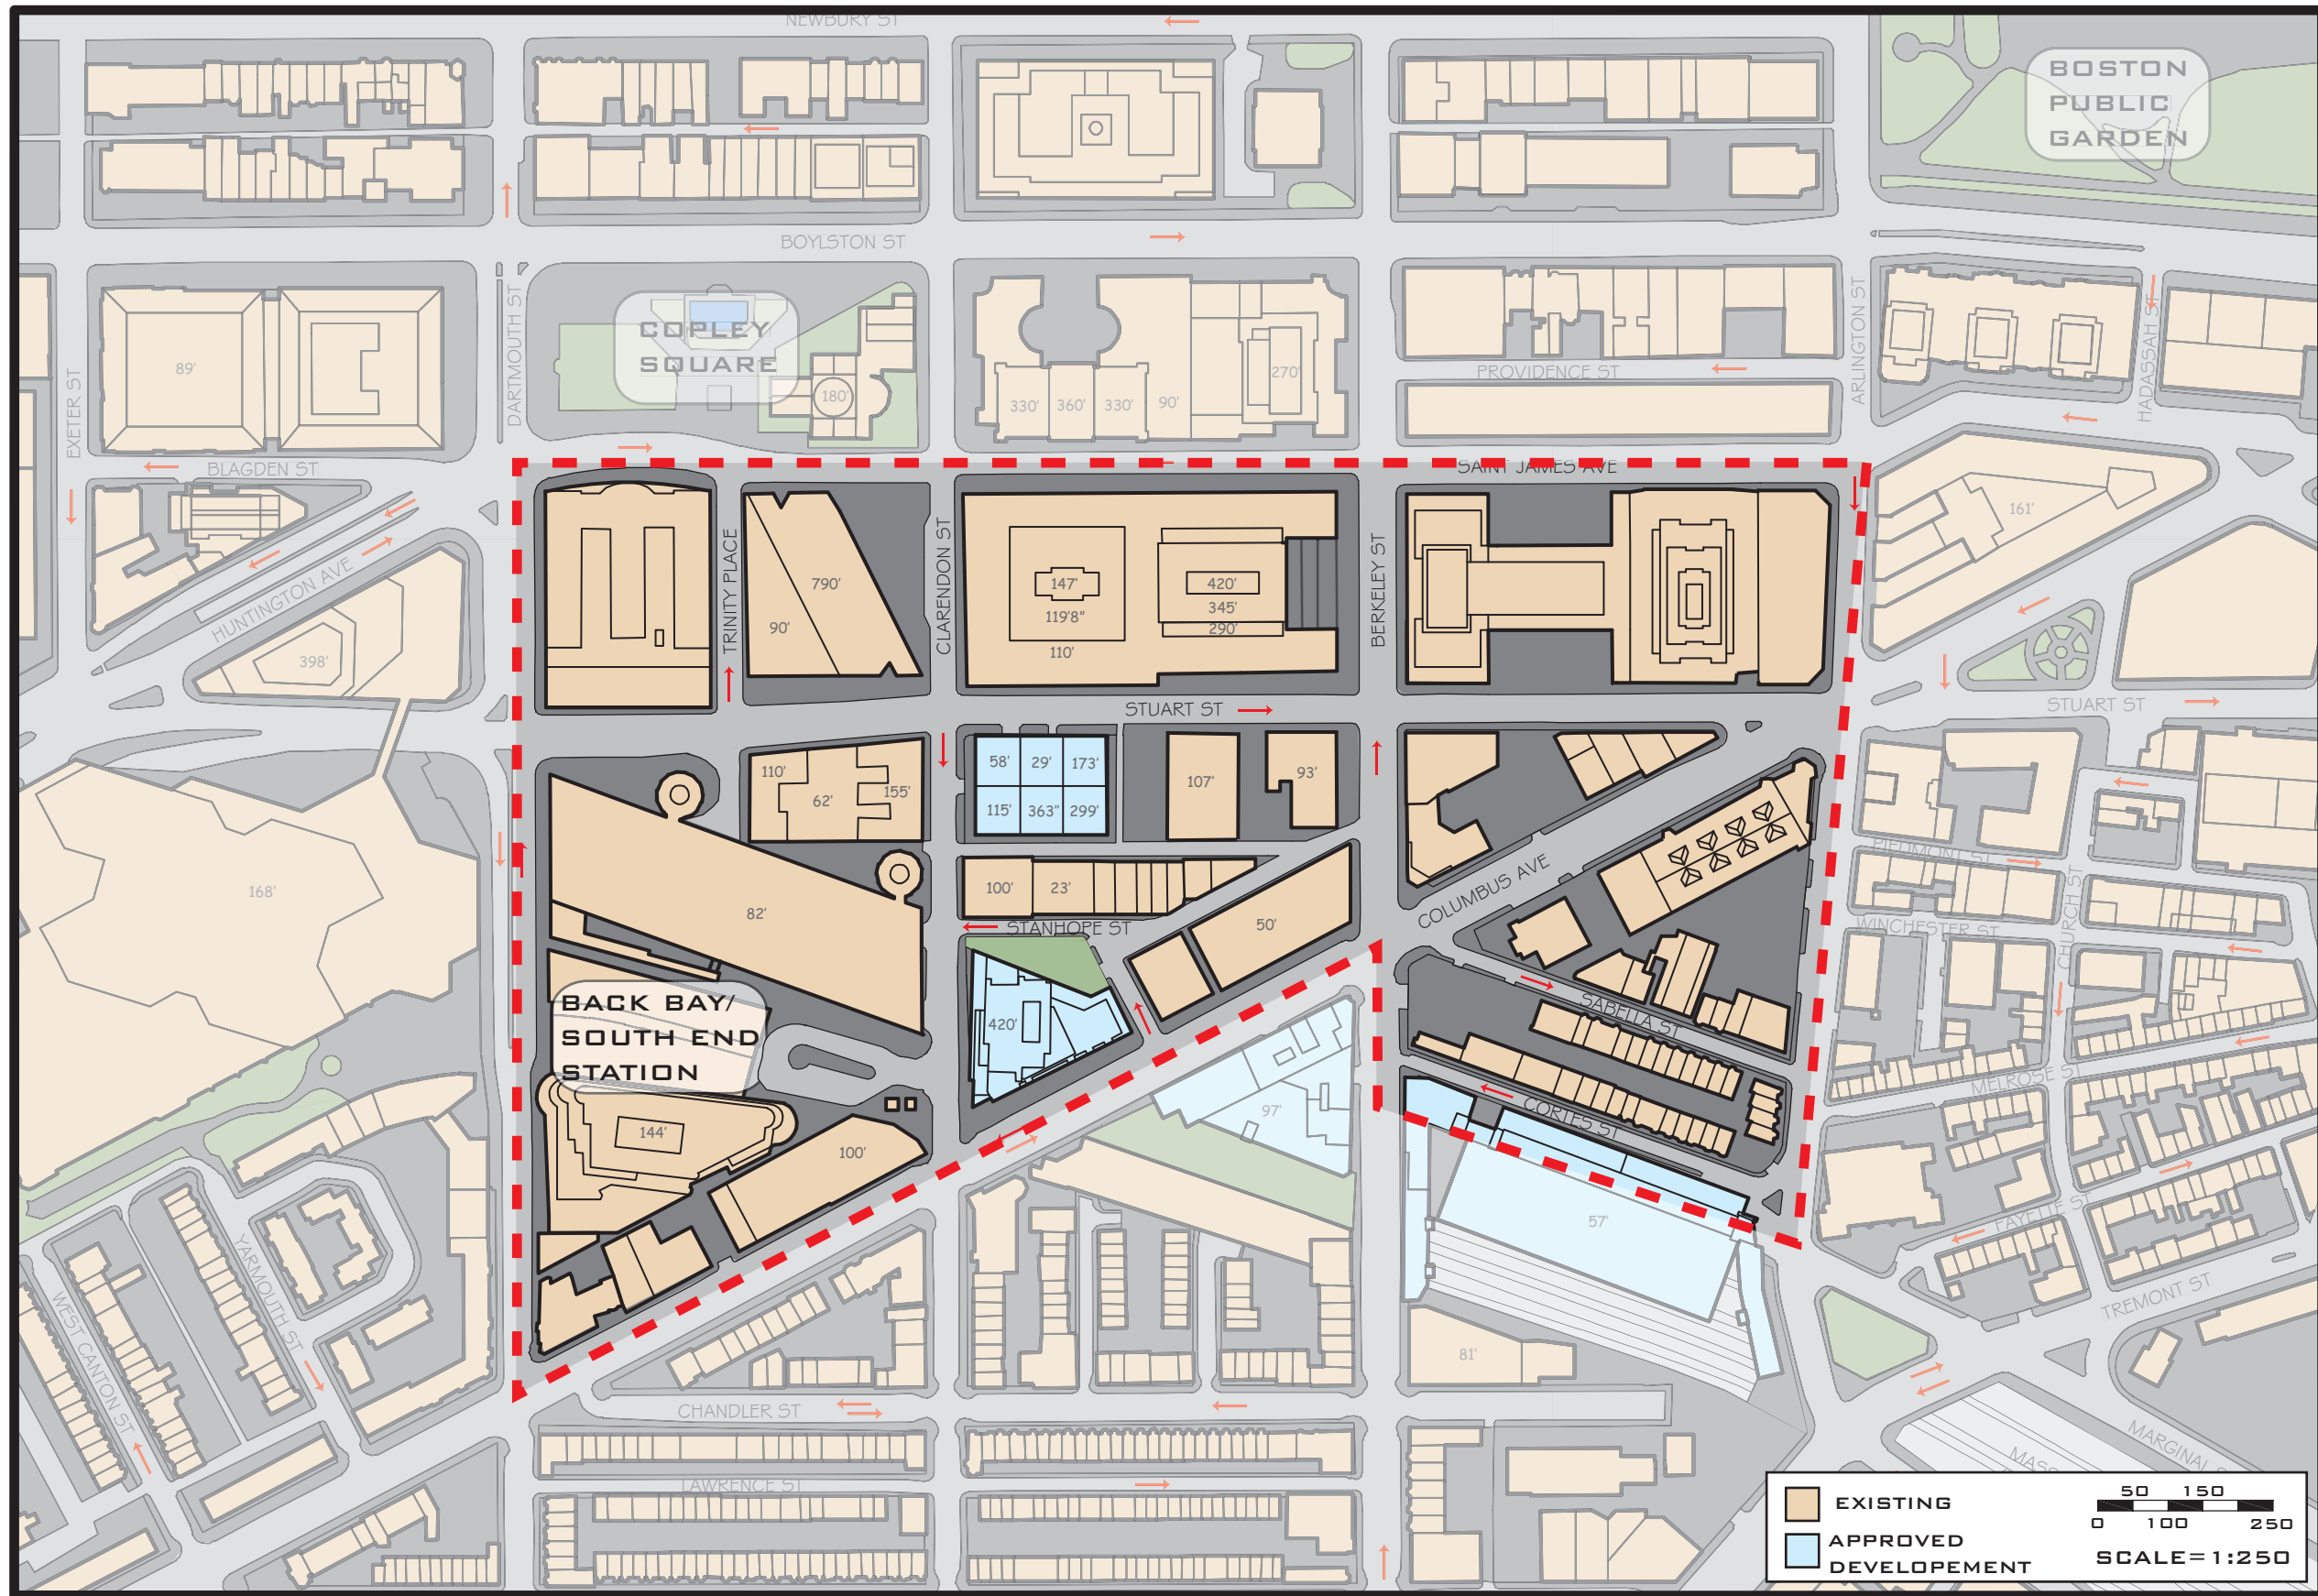 NEWBURY ST
BOSTON
PUBLIC
GARDEN
BOYLSTON ST
DARTMOUTH ST
COPLEY
SQUARE
EXETER ST
ARLINGTON ST
HADASSAH ST
89'
180'
330'
360'
330'
90'
270'
PROVIDENCE ST
BLAGDEN ST
SAINT JAMES AVE
HUNTINGTON AVE
398'
TRINITY PLACE
790'
90'
CLARENDON ST
147'
119'8"
110'
420'
345'
290'
BERKELEY ST
161'
STUART ST
STUART ST
110'
62'
155'
58'
29'
173'
115'
363"
299'
107'
93'
168'
82'
100'
23'
STANHOPE ST
50'
COLUMBUS AVE
PIEDMONT ST
CHURCH ST
WINCHESTER ST
BACK BAY/
SOUTH END
STATION
420'
SABELLA ST
CORTES ST
MELROSE ST
97'
144'
100'
57'
FAYETTE ST
YARMOUTH ST
WEST CANTON ST
TREMONT ST
81'
CHANDLER ST
LAWRENCE ST
MARGINAL
MASS
EXISTING
APPROVED
DEVELOPEMENT
50 150
0 100 250
SCALE=1:250